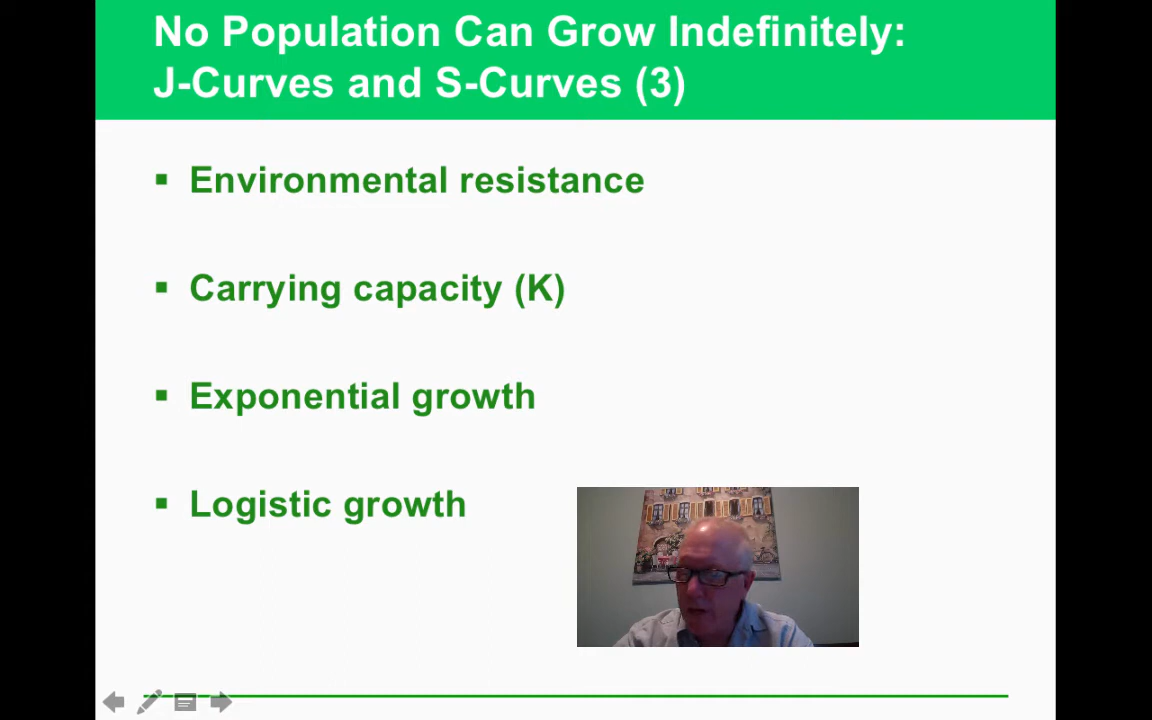 No Population Can Grow Indefinitely:
J-Curves and S-Curves (3)
▪ Environmental resistance
▪ Carrying capacity (K)
▪ Exponential growth
▪ Logistic growth